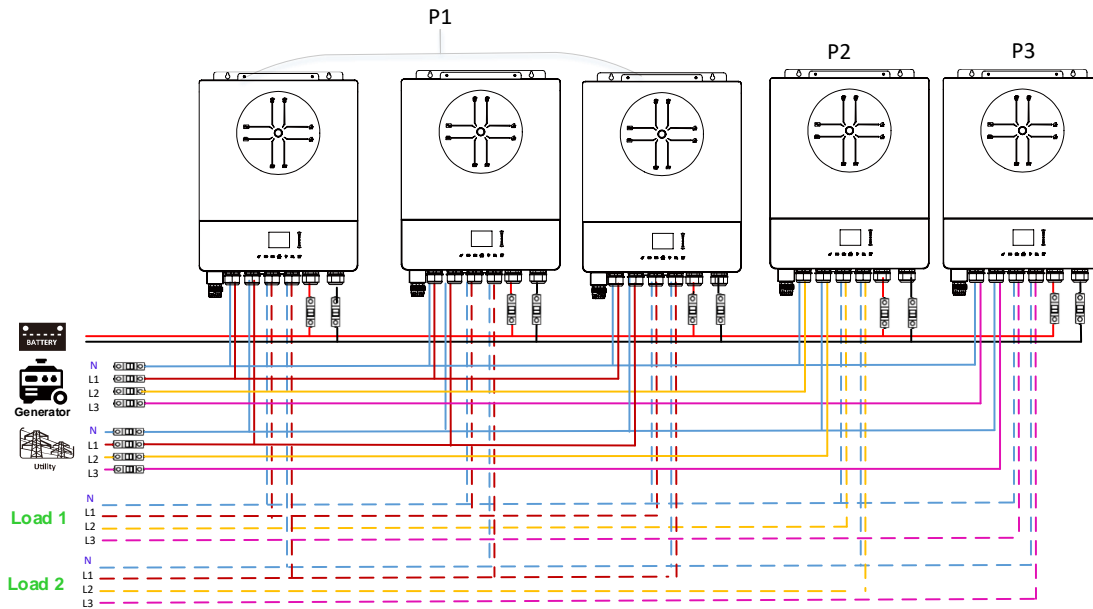 P1
P2
P3
BATTERY
N
L1
L2
L3
Generator
N
L1
L2
L3
Utility
N
L1
L2
L3
Load 1
N
L1
L2
L3
Load 2